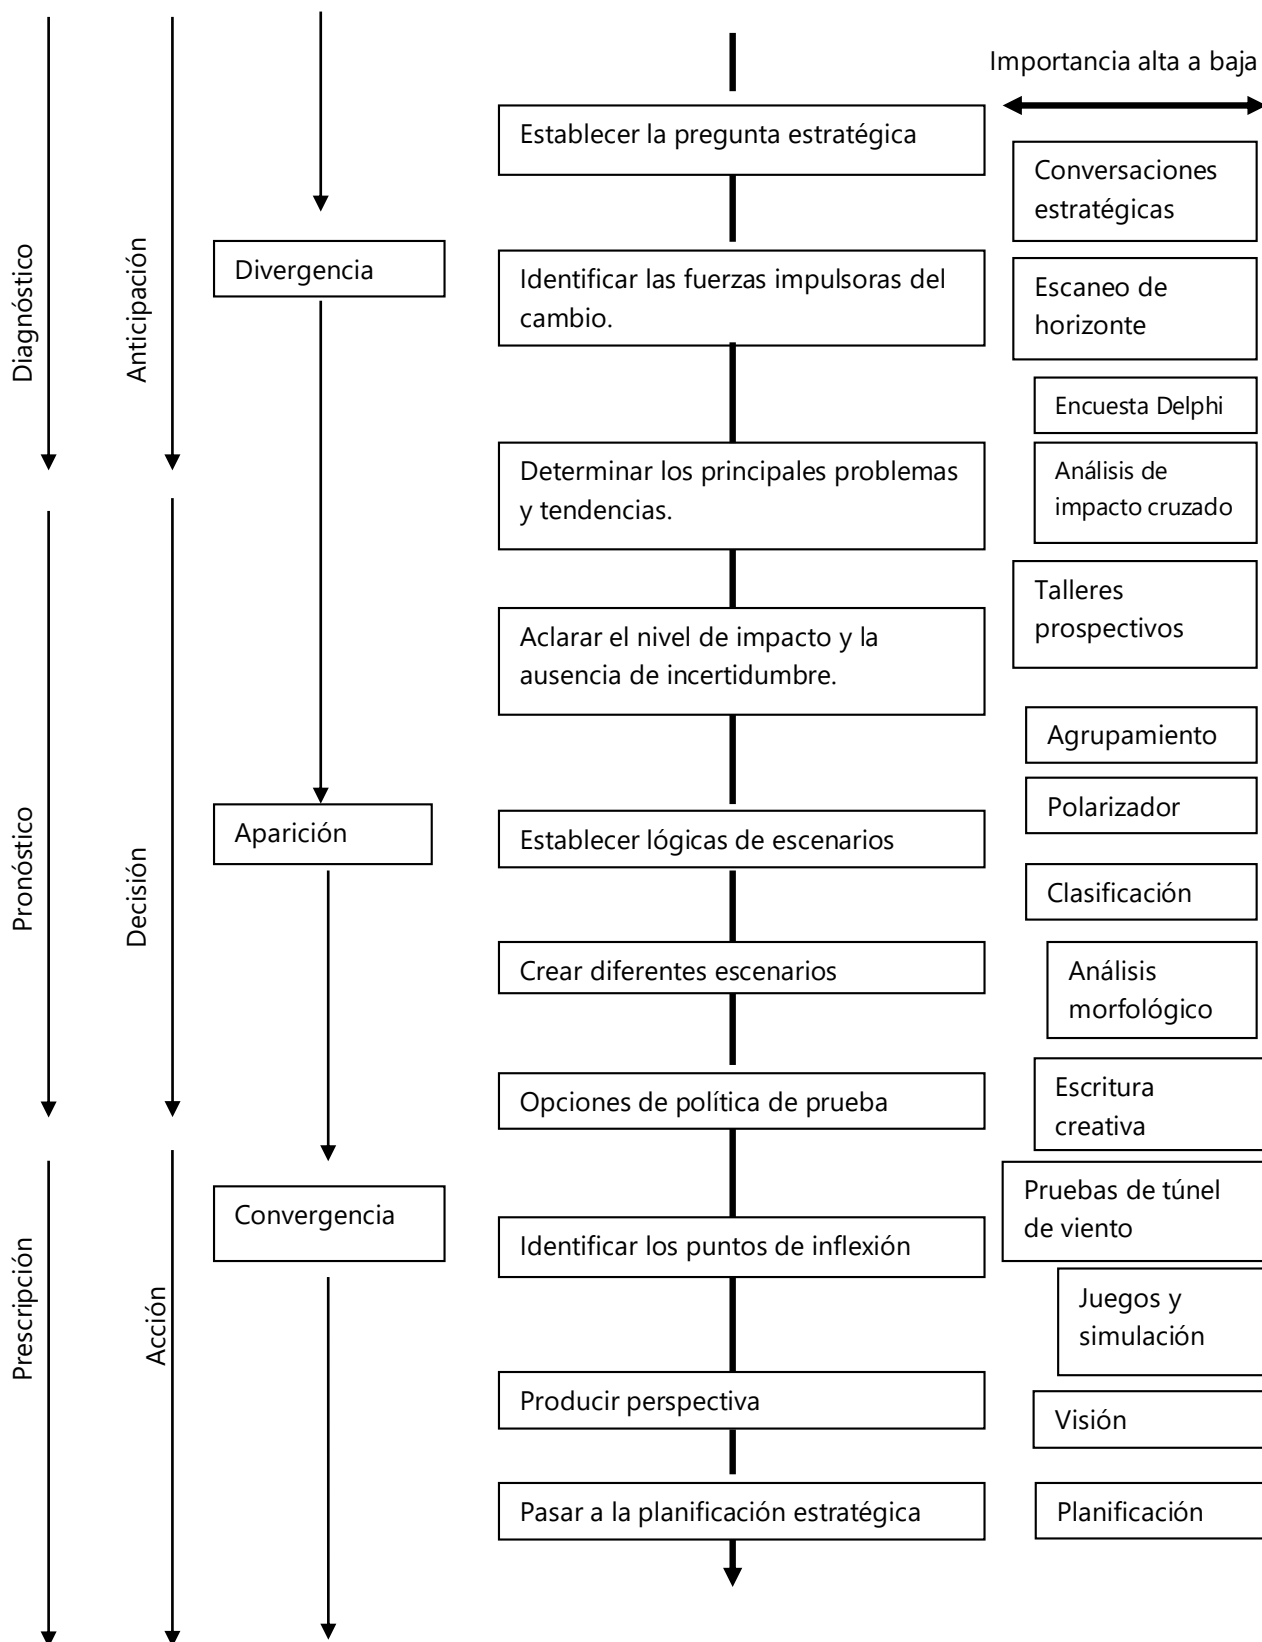 Importancia alta a baja
Establecer la pregunta estratégica
Conversaciones
estratégicas
Diagnóstico
Anticipación
Divergencia
Identificar las fuerzas impulsoras del
cambio.
Escaneo de
horizonte
Encuesta Delphi
Determinar los principales problemas
y tendencias.
Análisis de
impacto cruzado
Talleres
prospectivos
Aclarar el nivel de impacto y la
ausencia de incertidumbre.
Agrupamiento
Pronóstico
Decisión
Aparición
Establecer lógicas de escenarios
Polarizador
Clasificación
Crear diferentes escenarios
Análisis
morfológico
Opciones de política de prueba
Escritura
creativa
Prescripción
Acción
Convergencia
Identificar los puntos de inflexión
Pruebas de túnel
de viento
Juegos y
simulación
Producir perspectiva
Visión
Pasar a la planificación estratégica
Planificación